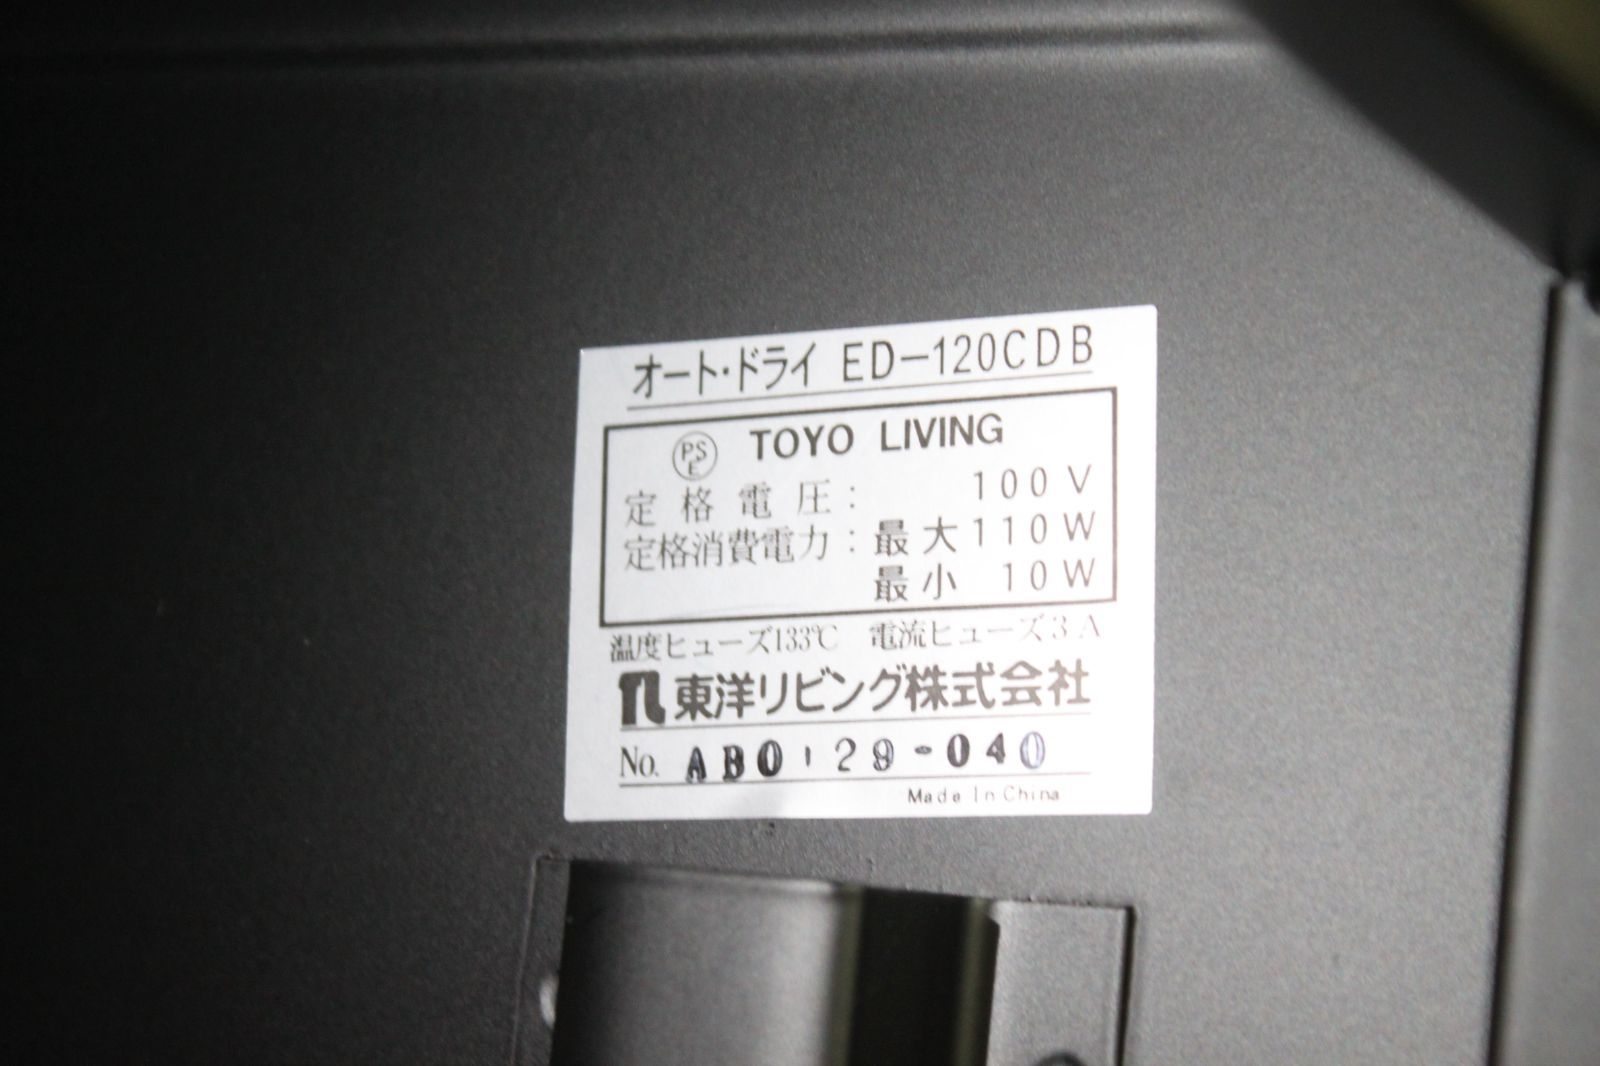 オート・ドライ ED-120CDB
PSE TOYO LIVING
定格電圧: 100V
定格消費電力:最大110W
最小 10W
温度ヒューズ133℃ 電流ヒューズ3A
東洋リビング株式会社
No. AB0129-040
Made In China